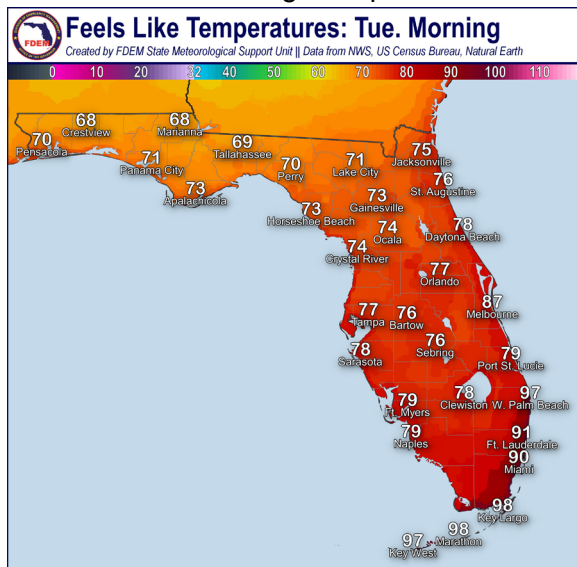 Feels Like Temperatures: Tue. Morning
Created by FDEM State Meteorological Support Unit || Data from NWS, US Census Bureau, Natural Earth
FDEM
0 10 20 32 40 50 60 70 80 90 100 110
68
Crestview
68
Marianna
70
Pensacola
69
Tallahassee
71
Panama City
70
Perry
71
Lake City
75
Jacksonville
76
St. Augustine
73
Apalachicola
73
Gainesville
73
Horseshoe Beach
74
Ocala
78
Daytona Beach
74
Crystal River
77
Orlando
87
Melbourne
77
Tampa
76
Bartow
76
Sebring
78
Sarasota
79
Port St. Lucie
79
Ft. Myers
78
Clewiston
97
W. Palm Beach
79
Naples
91
Ft. Lauderdale
90
Miami
98
Key Largo
98
Marathon
97
Key West